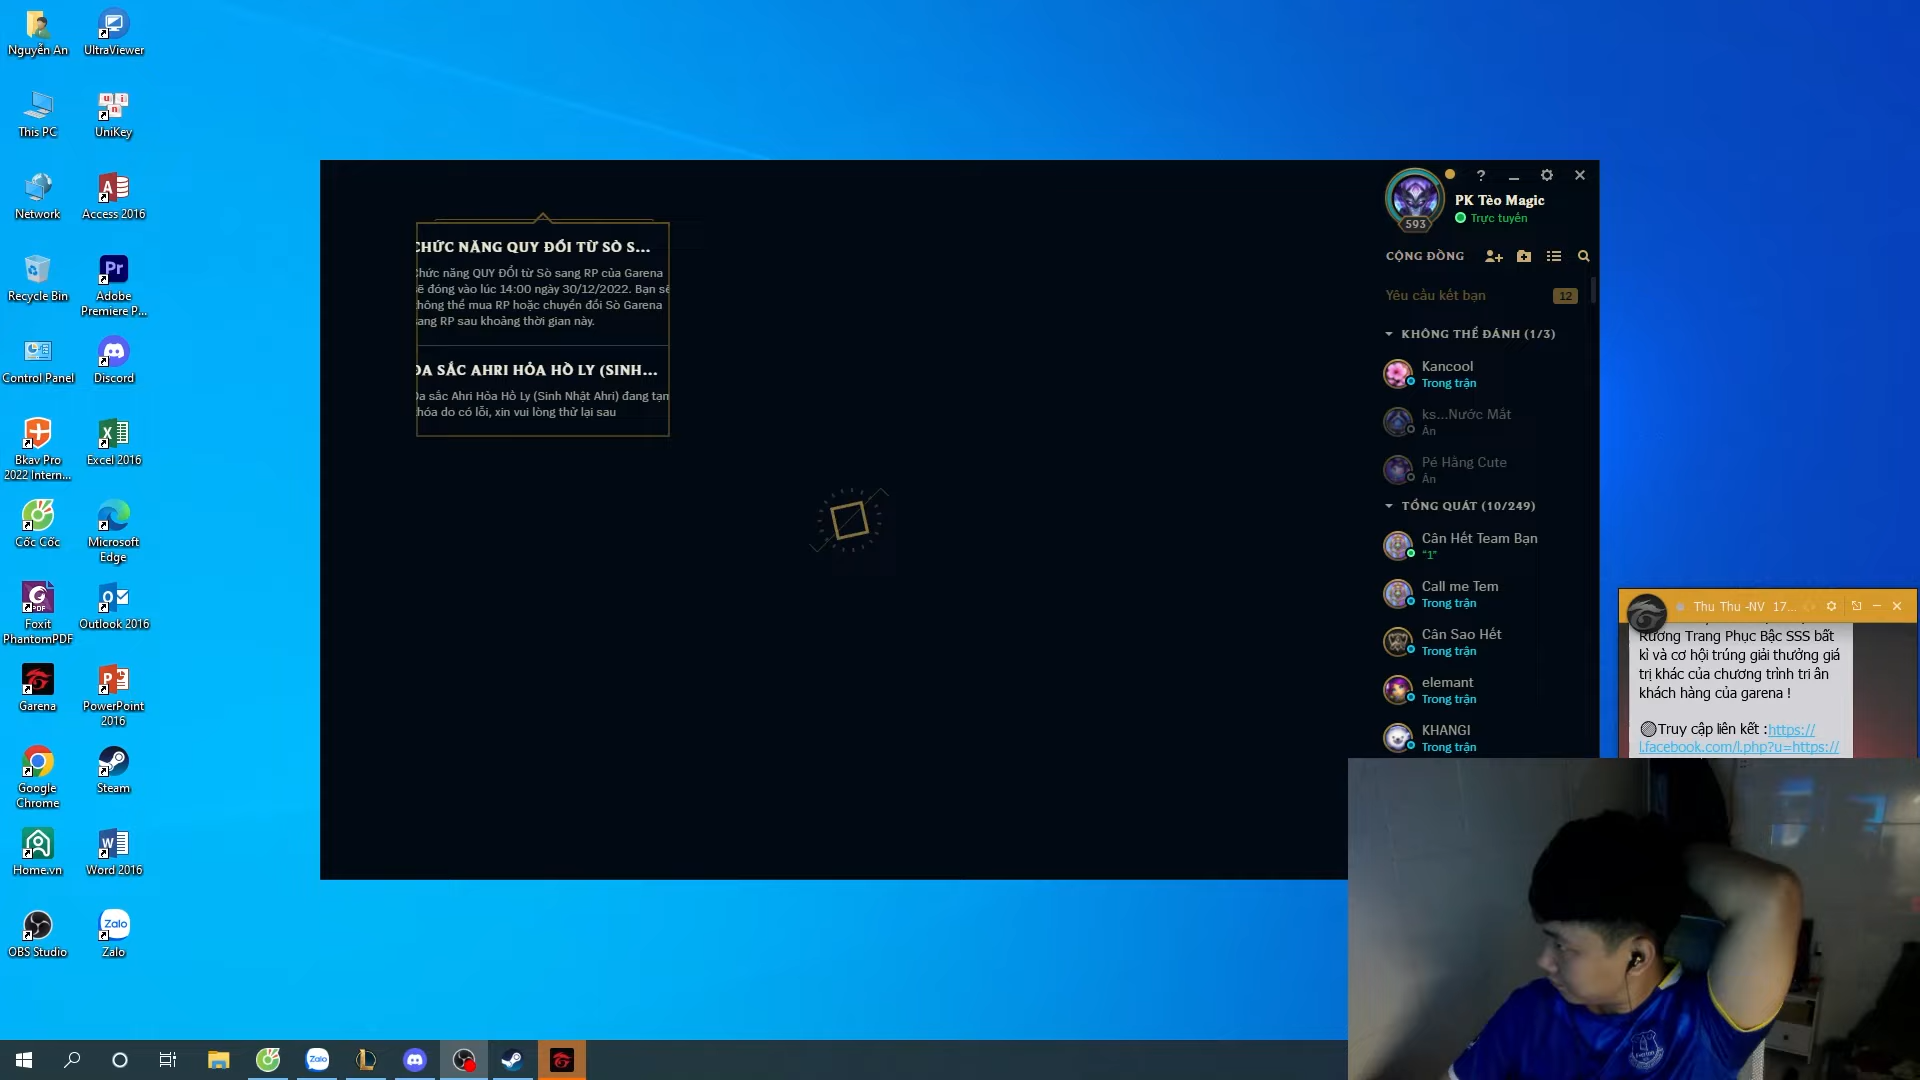 Nguyễn An
UltraViewer
This PC
UniKey
Network
Access 2016
Recycle Bin
Adobe
Premiere P...
Control Panel
Discord
Bkav Pro
2022 Intern...
Excel 2016
Cốc Cốc
Microsoft
Edge
Foxit
PhantomPDF
Outlook 2016
Garena
PowerPoint
2016
Google
Chrome
Steam
Home.vn
Word 2016
OBS Studio
Zalo
CHỨC NĂNG QUY ĐỔI TỪ SÒ S...
Chức năng QUY ĐỔI từ Sò sang RP của Garena
sẽ đóng vào lúc 14:00 ngày 30/12/2022. Bạn sẽ
không thể mua RP hoặc chuyển đổi Sò Garena
sang RP sau khoảng thời gian này.
ĐA SẮC AHRI HỎA HỒ LY (SINH...
Đa sắc Ahri Hỏa Hồ Ly (Sinh Nhật Ahri) đang tạm
khóa do có lỗi, xin vui lòng thử lại sau
593
PK Tèo Magic
Trực tuyến
CỘNG ĐỒNG
Yêu cầu kết bạn
12
KHÔNG THỂ ĐÁNH (1/3)
Kancool
Trong trận
ks...Nước Mắt
Ẩn
Pé Hằng Cute
Ẩn
TỔNG QUÁT (10/249)
Cân Hết Team Bạn
“1”
Call me Tem
Trong trận
Cân Sao Hết
Trong trận
elemant
Trong trận
KHANGI
Trong trận
Thu Thu -NV 17...
Rương Trang Phục Bậc SSS bất
kì và cơ hội trúng giải thưởng giá
trị khác của chương trình tri ân
khách hàng của garena !
Truy cập liên kết :https://
l.facebook.com/l.php?u=https://